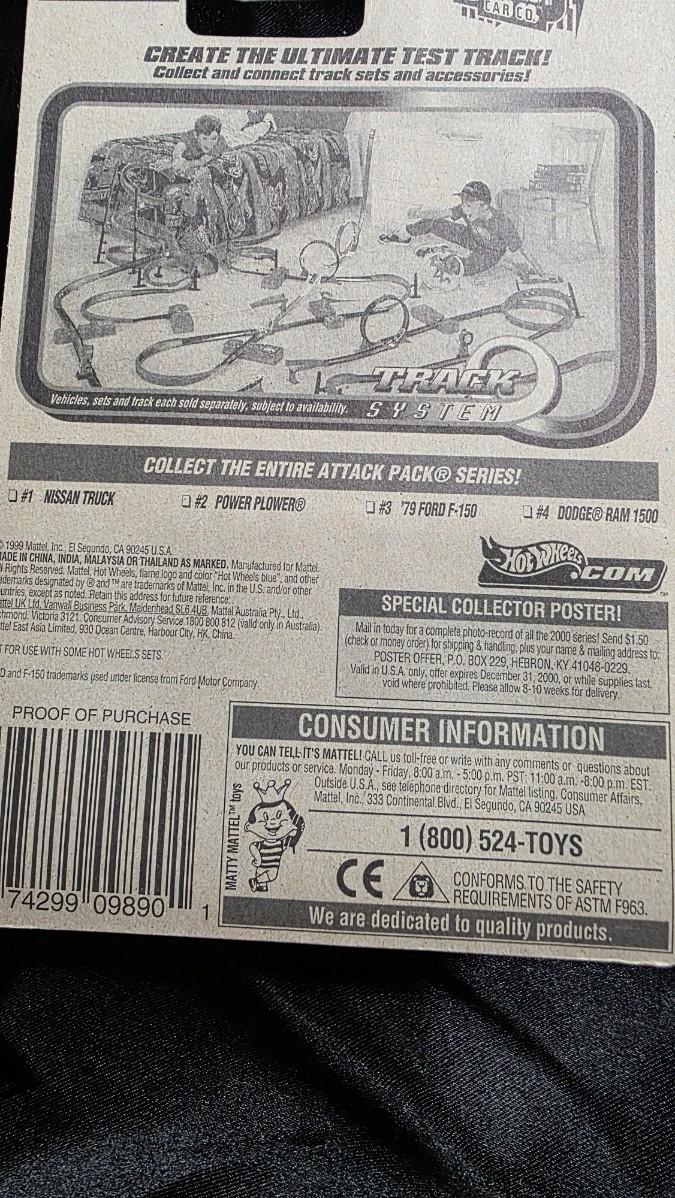 CAR CO.
CREATE THE ULTIMATE TEST TRACK!
Collect and connect track sets and accessories!
TRACK
SYSTEM
Vehicles, sets and track each sold separately, subject to availability.
COLLECT THE ENTIRE ATTACK PACK® SERIES!
❏ #1 NISSAN TRUCK ❏ #2 POWER PLOWER® ❏ #3 '79 FORD F-150 ❏ #4 DODGE® RAM 1500
© 1999 Mattel, Inc., El Segundo, CA 90245 U.S.A.
MADE IN CHINA, INDIA, MALAYSIA OR THAILAND AS MARKED. Manufactured for Mattel.
Rights Reserved. Mattel, Hot Wheels, flame logo and color "Hot Wheels blue", and other
demarks designated by ® and ™ are trademarks of Mattel, Inc. in the U.S. and/or other
untries, except as noted. Retain this address for future reference:
ttel UK Ltd, Vanwall Business Park, Maidenhead SL6 4UB. Mattel Australia Pty., Ltd.,
hmond, Victoria 3121. Consumer Advisory Service 1800 800 812 (valid only in Australia).
ttel East Asia Limited, 930 Ocean Centre, Harbour City, HK, China.
T FOR USE WITH SOME HOT WHEELS SETS.
D and F-150 trademarks used under license from Ford Motor Company.
Hot Wheels .COM™
SPECIAL COLLECTOR POSTER!
Mail in today for a complete photo-record of all the 2000 series! Send $1.50
(check or money order) for shipping & handling, plus your name & mailing address to:
POSTER OFFER, P.O. BOX 229, HEBRON, KY 41048-0229.
Valid in U.S.A. only, offer expires December 31, 2000, or while supplies last,
void where prohibited. Please allow 8-10 weeks for delivery.
PROOF OF PURCHASE
74299 09890 1
CONSUMER INFORMATION
YOU CAN TELL IT'S MATTEL! CALL us toll-free or write with any comments or questions about
our products or service. Monday - Friday, 8:00 a.m. - 5:00 p.m. PST: 11:00 a.m. -8:00 p.m. EST.
Outside U.S.A., see telephone directory for Mattel listing. Consumer Affairs,
Mattel, Inc., 333 Continental Blvd., El Segundo, CA 90245 USA
MATTY MATTEL™ toys
1 (800) 524-TOYS
CE
CONFORMS TO THE SAFETY
REQUIREMENTS OF ASTM F963.
We are dedicated to quality products.